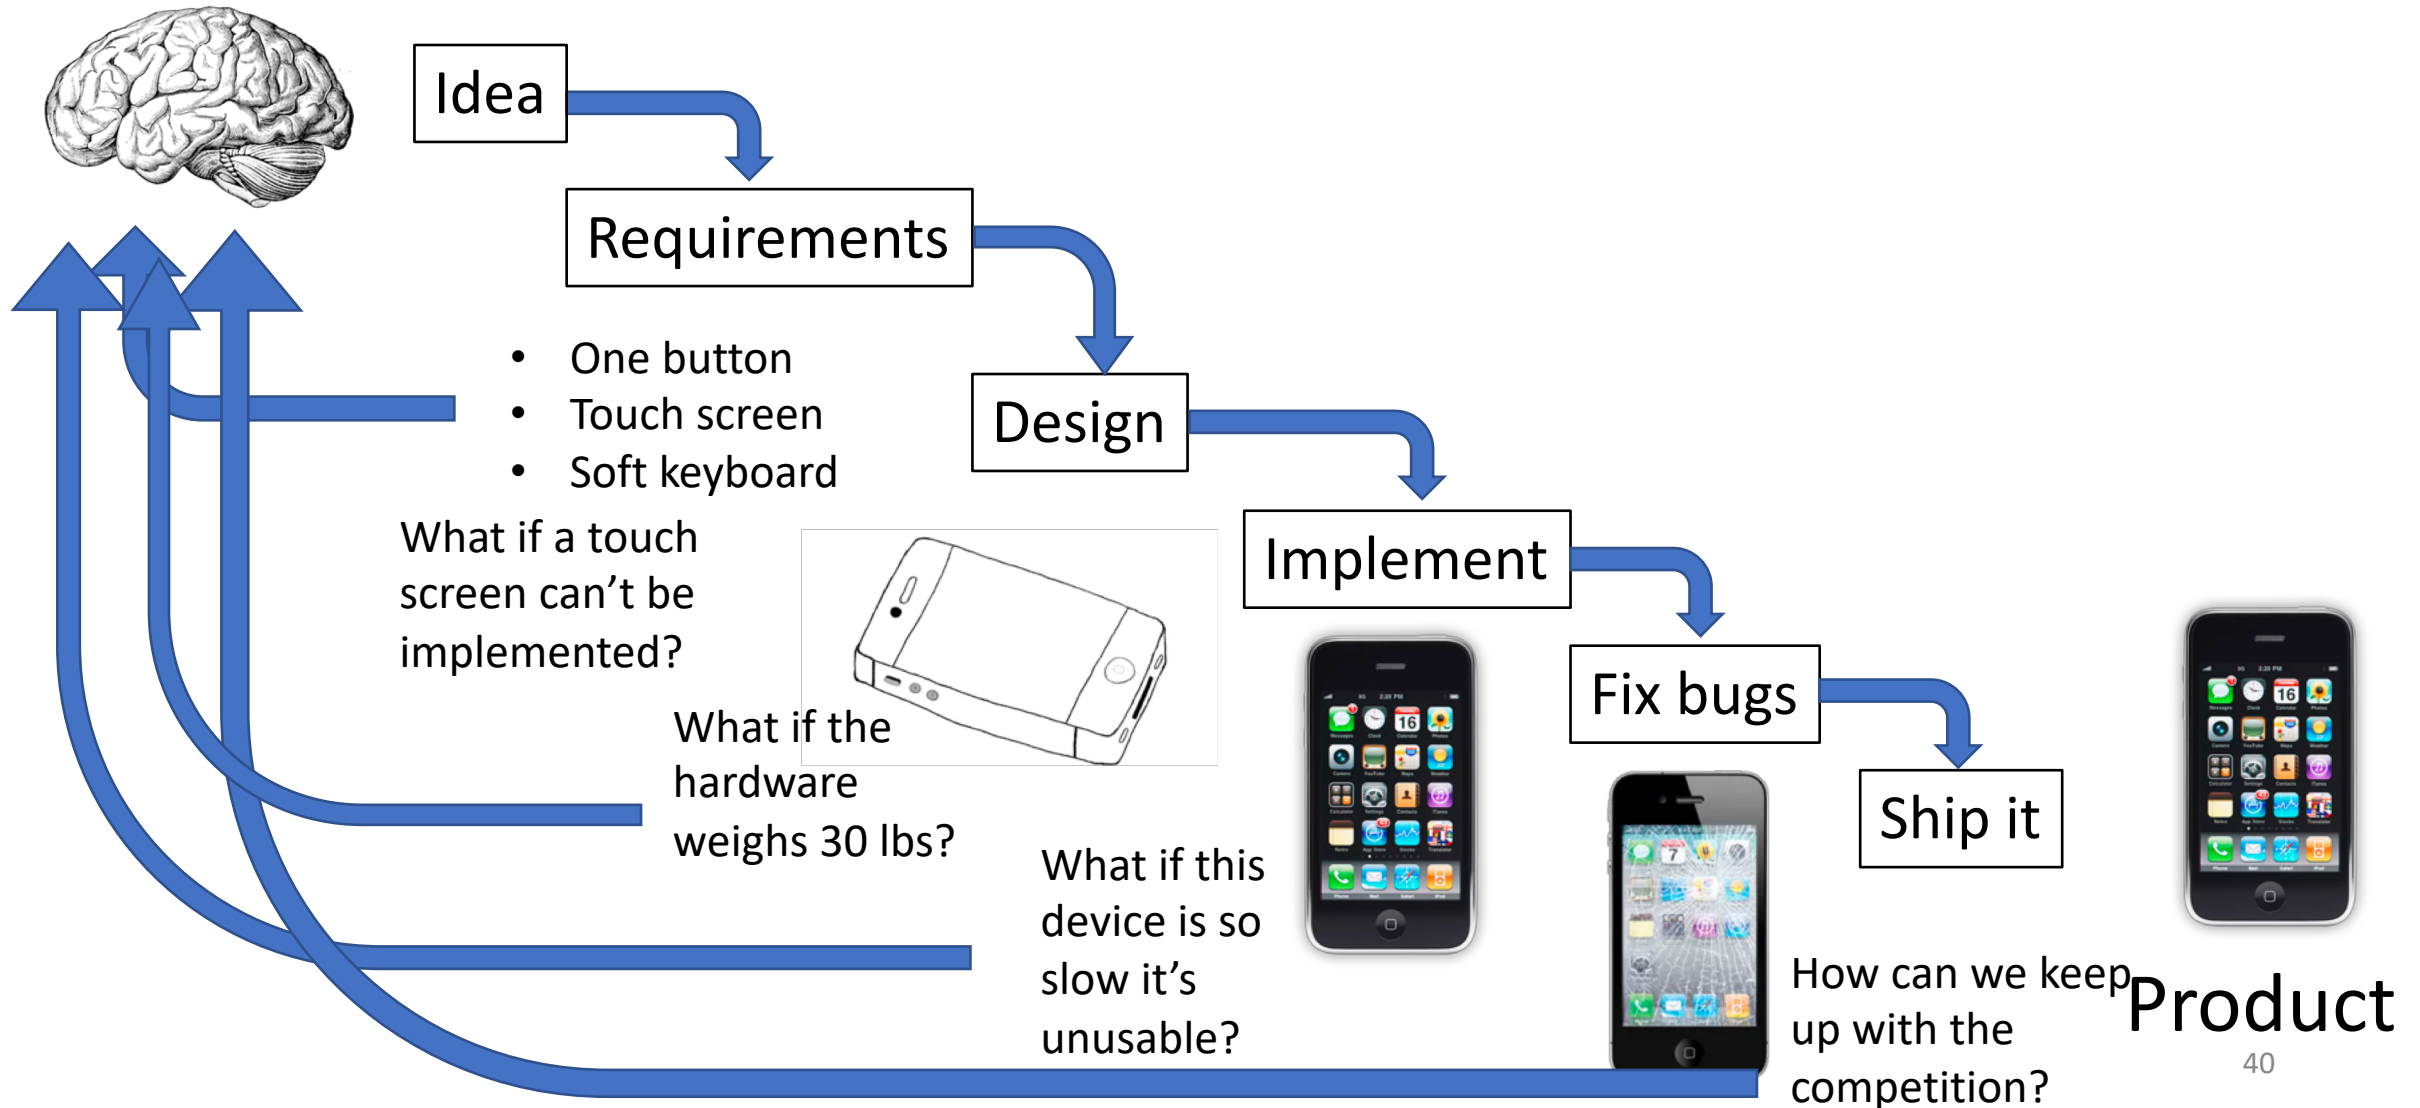 Idea
Requirements
• One button
• Touch screen
• Soft keyboard
Design
What if a touch
screen can’t be
implemented?
Implement
What if the
hardware
weighs 30 lbs?
Fix bugs
What if this
device is so
slow it’s
unusable?
Ship it
How can we keep
up with the
competition?
Product
40